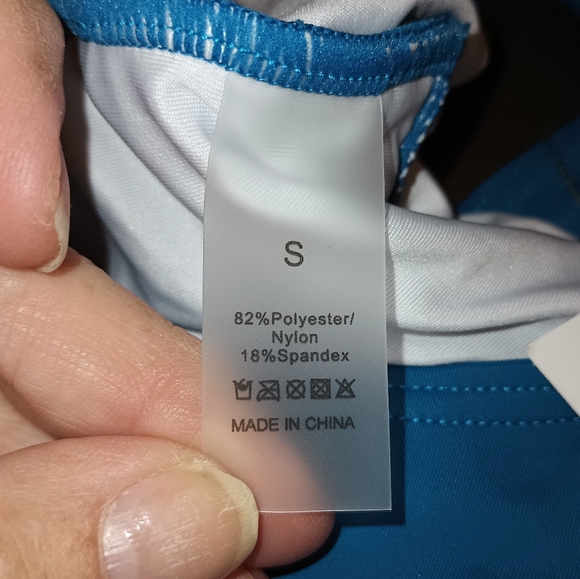 S
82%Polyester/
Nylon
18%Spandex
MADE IN CHINA